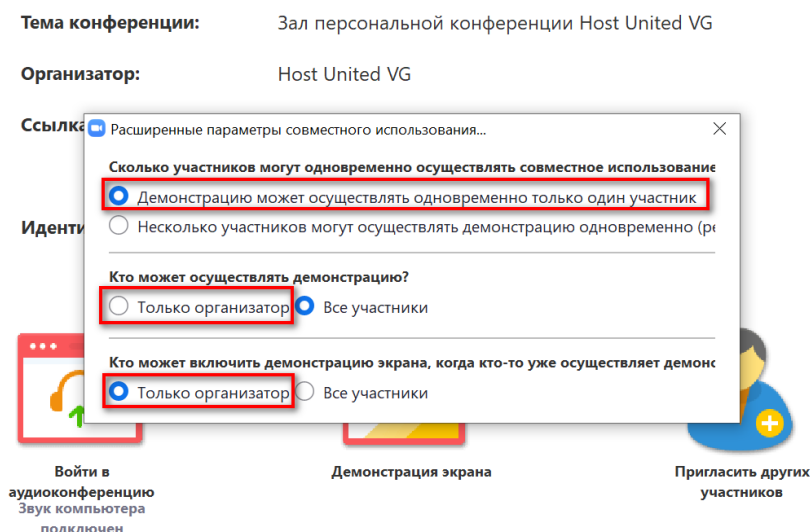 Тема конференции: Зал персональной конференции Host United VG
Организатор: Host United VG
Ссылка
Расширенные параметры совместного использования...
Сколько участников могут одновременно осуществлять совместное использование
Демонстрацию может осуществлять одновременно только один участник
Иденти
Несколько участников могут осуществлять демонстрацию одновременно (ре
Кто может осуществлять демонстрацию?
Только организатор Все участники
Кто может включить демонстрацию экрана, когда кто-то уже осуществляет демонс
Только организатор Все участники
Войти в аудиоконференцию
Звук компьютера подключен
Демонстрация экрана
Пригласить других участников